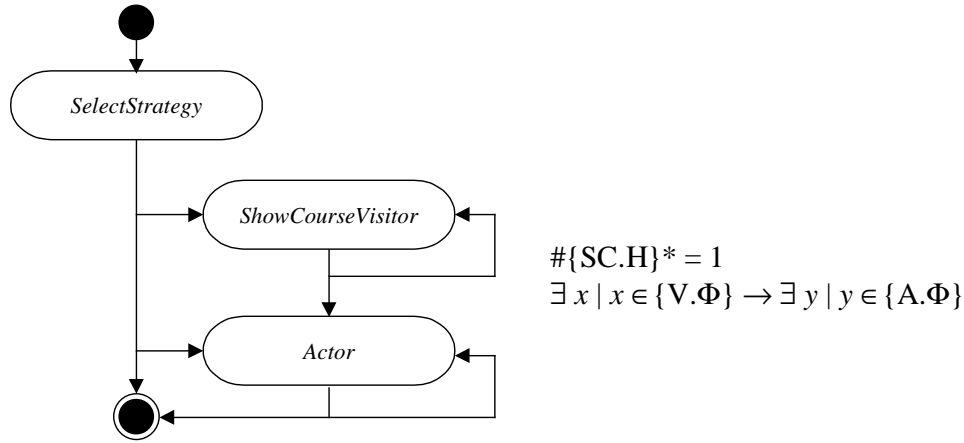 SelectStrategy
ShowCourseVisitor
#{SC.H}* = 1
∃ x | x ∈ {V.Φ} → ∃ y | y ∈ {A.Φ}
Actor